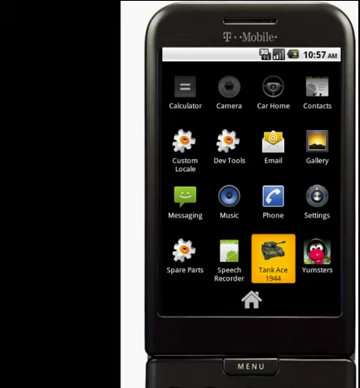 T··Mobile·
3G
10:57 AM
Calculator Camera Car Home Contacts
Custom Locale Dev Tools Email Gallery
Messaging Music Phone Settings
Spare Parts Speech Recorder Tank Ace 1944 Yumsters
MENU